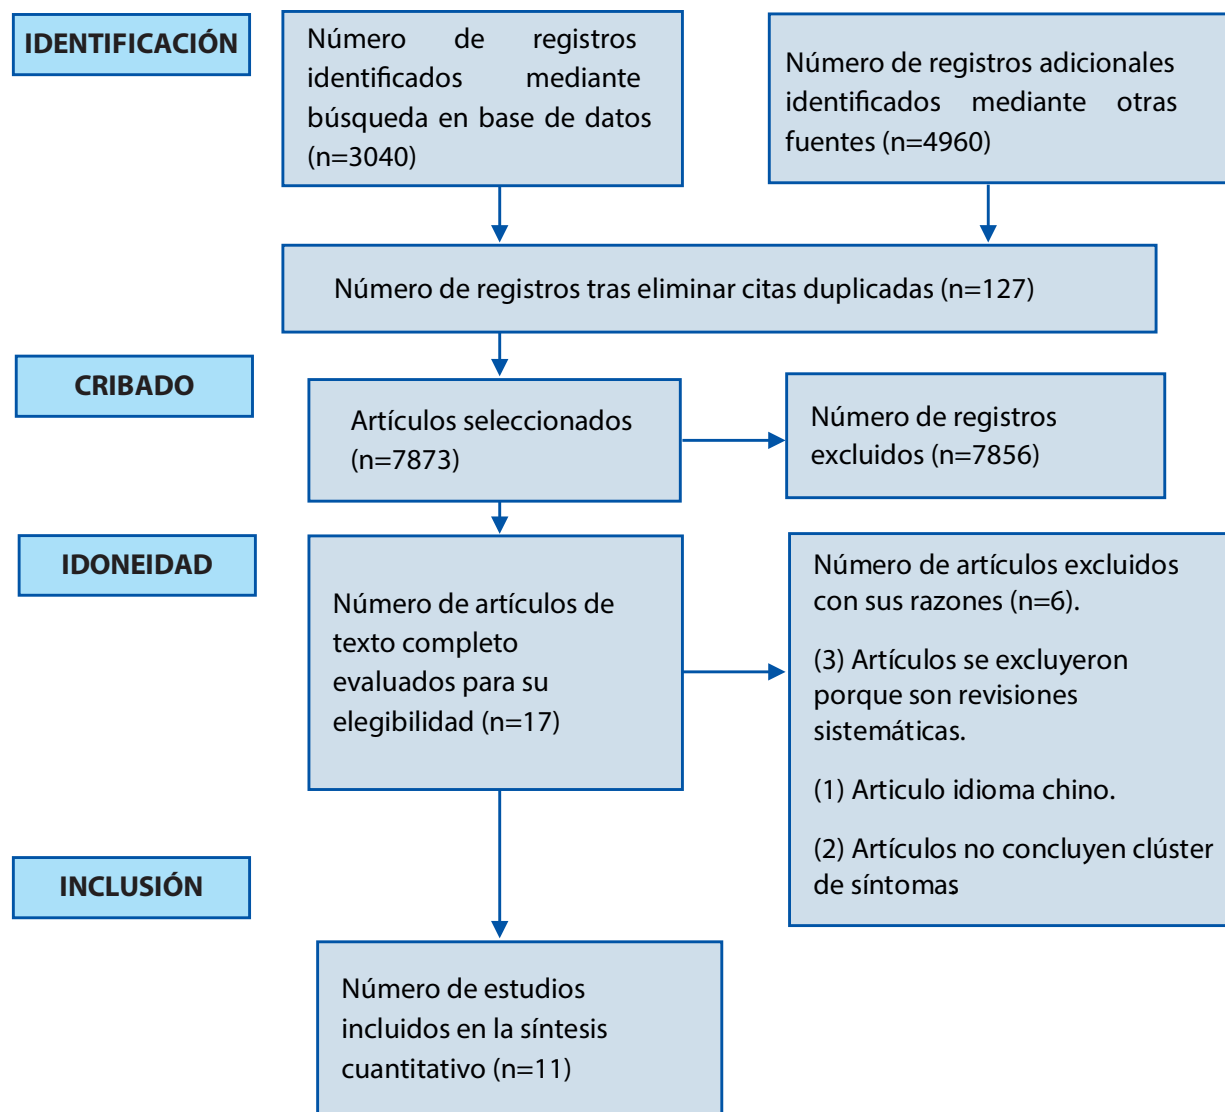 IDENTIFICACIÓN
Número de registros
identificados mediante
búsqueda en base de datos
(n=3040)
Número de registros adicionales
identificados mediante otras
fuentes (n=4960)
Número de registros tras eliminar citas duplicadas (n=127)
CRIBADO
Artículos seleccionados
(n=7873)
Número de registros
excluidos (n=7856)
IDONEIDAD
Número de artículos de
texto completo
evaluados para su
elegibilidad (n=17)
Número de artículos excluidos
con sus razones (n=6).
(3) Artículos se excluyeron
porque son revisiones
sistemáticas.
(1) Articulo idioma chino.
(2) Artículos no concluyen clúster
de síntomas
INCLUSIÓN
Número de estudios
incluidos en la síntesis
cuantitativo (n=11)